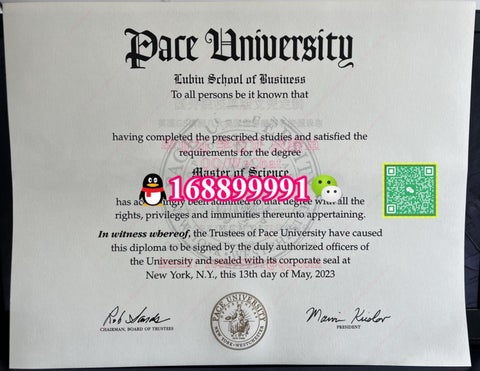 Pace University
Lubin School of Business
To all persons be it known that
having completed the prescribed studies and satisfied the
requirements for the degree
Master of Science
168899991
has been admitted to that degree with all the
rights, privileges and immunities thereunto appertaining.
In witness whereof, the Trustees of Pace University have caused
this diploma to be signed by the duly authorized officers of
the University and sealed with its corporate seal at
New York, N.Y., this 13th day of May, 2023
CHAIRMAN, BOARD OF TRUSTEES
PRESIDENT
PACE UNIVERSITY
NEW YORK • WESTCHESTER